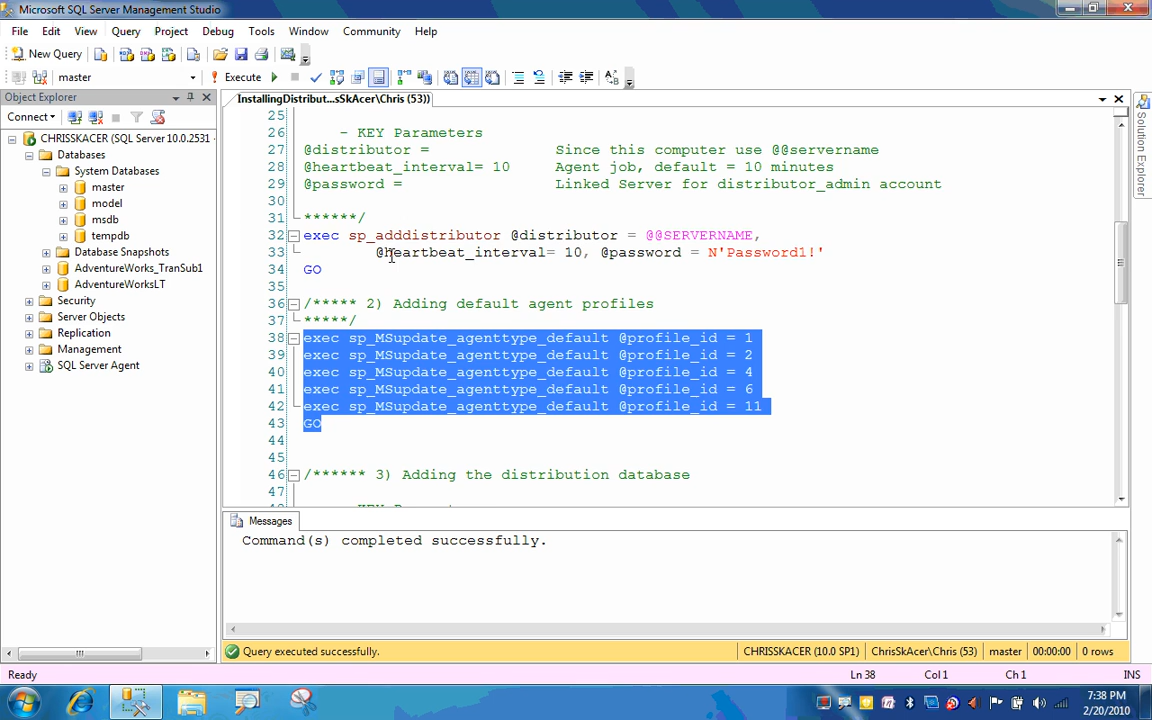 Microsoft SQL Server Management Studio
File Edit View Query Project Debug Tools Window Community Help
New Query
master Execute
Object Explorer
InstallingDistribut...sSkAcer\Chris (53))
Connect
CHRISSKACER (SQL Server 10.0.2531 -
Databases
System Databases
master
model
msdb
tempdb
Database Snapshots
AdventureWorks_TranSub1
AdventureWorksLT
Security
Server Objects
Replication
Management
SQL Server Agent
25
26 - KEY Parameters
27 @distributor = Since this computer use @@servername
28 @heartbeat_interval= 10 Agent job, default = 10 minutes
29 @password = Linked Server for distributor_admin account
30
31 ******/
32 exec sp_adddistributor @distributor = @@SERVERNAME,
33 @heartbeat_interval= 10, @password = N'Password1!'
34 GO
35
36 /***** 2) Adding default agent profiles
37 *****/
38 exec sp_MSupdate_agenttype_default @profile_id = 1
39 exec sp_MSupdate_agenttype_default @profile_id = 2
40 exec sp_MSupdate_agenttype_default @profile_id = 4
41 exec sp_MSupdate_agenttype_default @profile_id = 6
42 exec sp_MSupdate_agenttype_default @profile_id = 11
43 GO
44
45
46 /****** 3) Adding the distribution database
47
Solution Explorer
Messages
Command(s) completed successfully.
Query executed successfully. CHRISSKACER (10.0 SP1) ChrisSkAcer\Chris (53) master 00:00:00 0 rows
Ready Ln 38 Col 1 Ch 1 INS
7:38 PM
2/20/2010